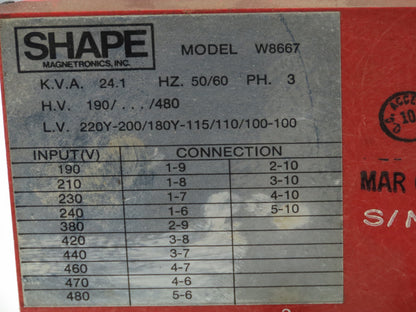 SHAPE
MAGNETRONICS, INC.
MODEL W8667
K.V.A. 24.1 HZ. 50/60 PH. 3
H.V. 190/.../480
L.V. 220Y-200/180Y-115/110/100-100
INPUT(V) CONNECTION
190 1-9 2-10
210 1-8 3-10
230 1-7 4-10
240 1-6 5-10
380 2-9
420 3-8
440 3-7
460 4-7
470 4-6
480 5-6
10
MAR
S/N